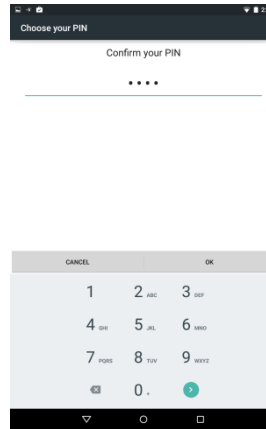 2:
Choose your PIN
Confirm your PIN
CANCEL OK
1 2 ABC 3 DEF
4 GHI 5 JKL 6 MNO
7 PQRS 8 TUV 9 WXYZ
0 .